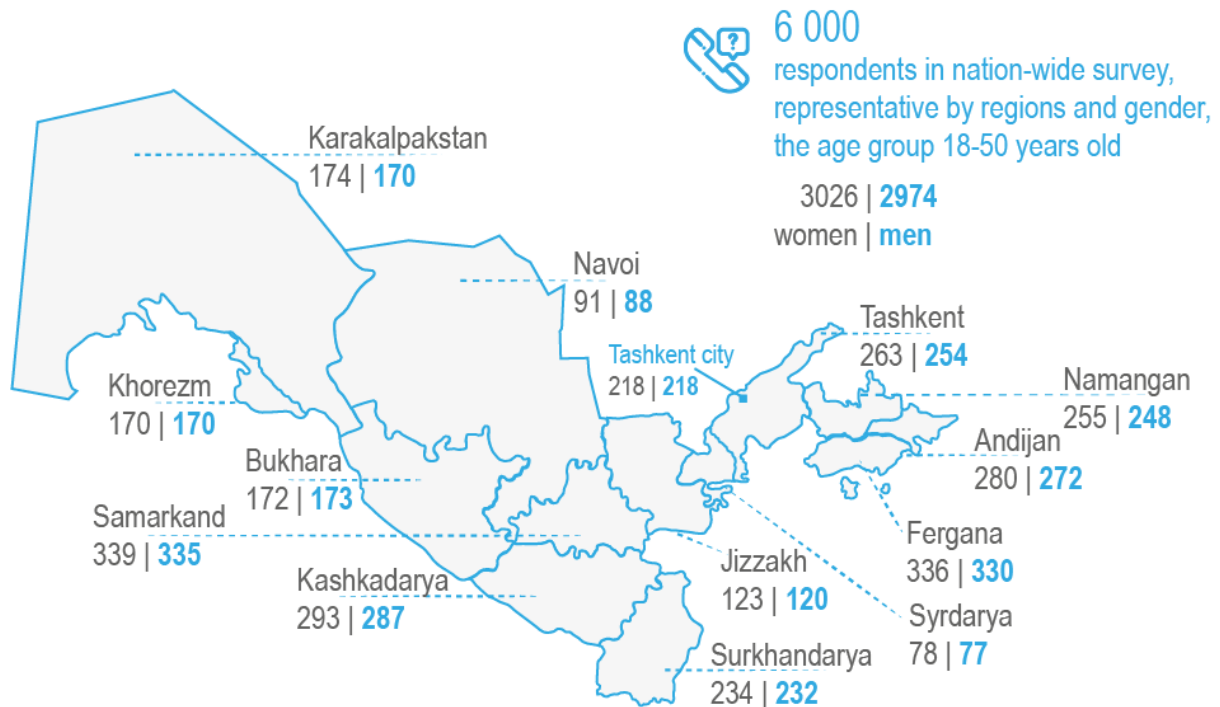 6 000
respondents in nation-wide survey,
representative by regions and gender,
the age group 18-50 years old
3026 | 2974
women | men
Karakalpakstan
174 | 170
Navoi
91 | 88
Tashkent
263 | 254
Tashkent city
218 | 218
Namangan
255 | 248
Khorezm
170 | 170
Andijan
280 | 272
Bukhara
172 | 173
Samarkand
339 | 335
Fergana
336 | 330
Jizzakh
123 | 120
Kashkadarya
293 | 287
Syrdarya
78 | 77
Surkhandarya
234 | 232
?